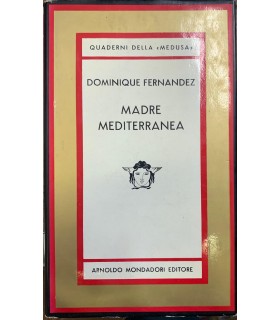 QUADERNI DELLA «MEDUSA»
DOMINIQUE FERNANDEZ
MADRE
MEDITERRANEA
ARNOLDO MONDADORI EDITORE